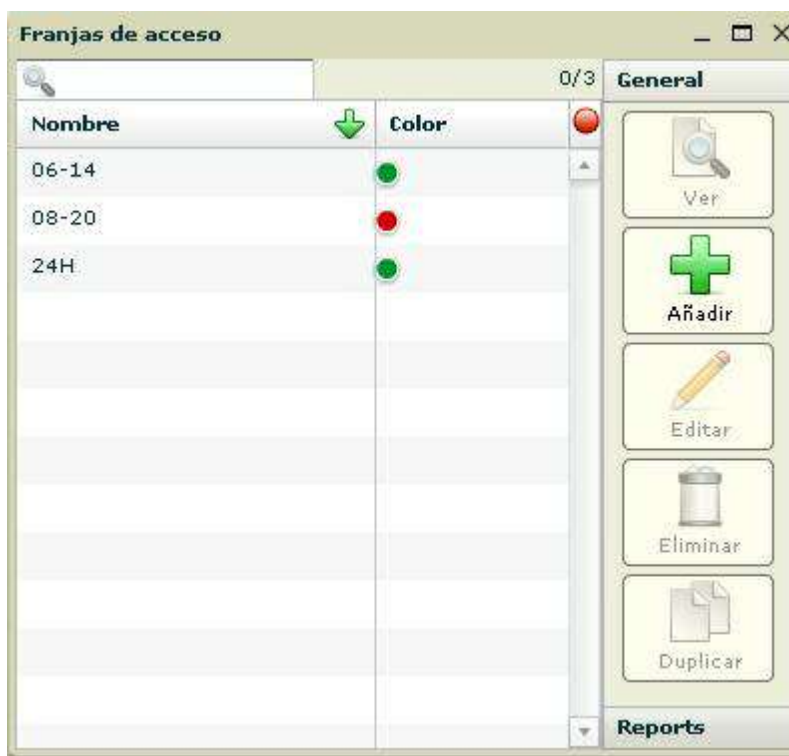 Franjas de acceso
0/3
General
Nombre
Color
06-14
08-20
24H
Ver
Añadir
Editar
Eliminar
Duplicar
Reports